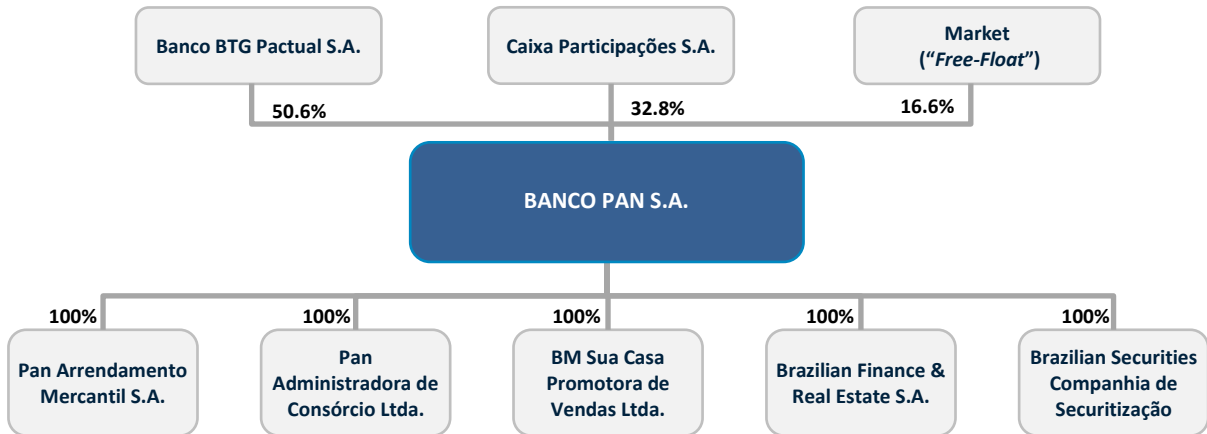 Banco BTG Pactual S.A.
Caixa Participações S.A.
Market
(“Free-Float”)
50.6%
32.8%
16.6%
BANCO PAN S.A.
100%
100%
100%
100%
100%
Pan Arrendamento
Mercantil S.A.
Pan
Administradora de
Consórcio Ltda.
BM Sua Casa
Promotora de
Vendas Ltda.
Brazilian Finance &
Real Estate S.A.
Brazilian Securities
Companhia de
Securitização